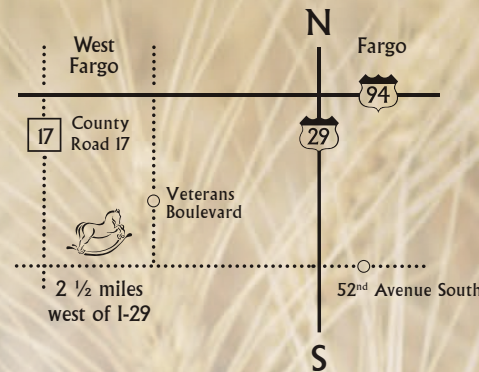 N
West
Fargo
Fargo
94
17
County
Road 17
29
Veterans
Boulevard
2 ½ miles
west of I-29
52nd Avenue South
S